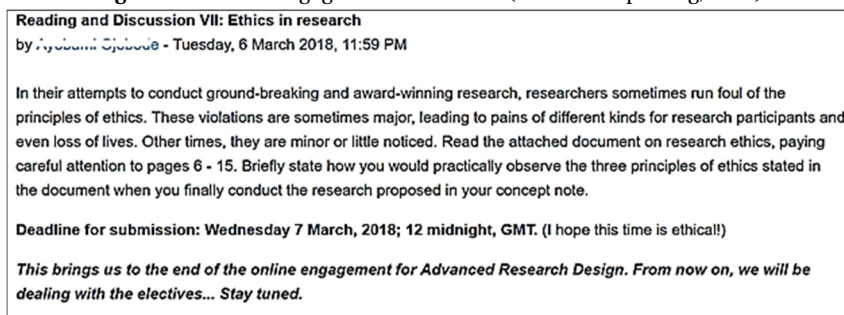 Reading and Discussion VII: Ethics in research
by - Tuesday, 6 March 2018, 11:59 PM
In their attempts to conduct ground-breaking and award-winning research, researchers sometimes run foul of the
principles of ethics. These violations are sometimes major, leading to pains of different kinds for research participants and
even loss of lives. Other times, they are minor or little noticed. Read the attached document on research ethics, paying
careful attention to pages 6 - 15. Briefly state how you would practically observe the three principles of ethics stated in
the document when you finally conduct the research proposed in your concept note.
Deadline for submission: Wednesday 7 March, 2018; 12 midnight, GMT. (I hope this time is ethical!)
This brings us to the end of the online engagement for Advanced Research Design. From now on, we will be
dealing with the electives... Stay tuned.